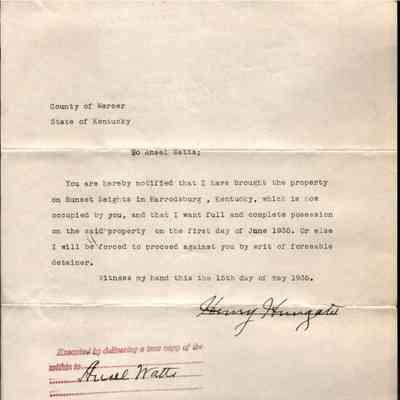 County of Mercer
State of Kentucky
To Ansel Watts;
You are hereby notified that I have brought the property
on Sunset Heights in Harrodsburg , Kentucky, which is now
occupied by you, and that I want full and complete posession
on the said property on the first day of June 1935. Or else
I will be forced to proceed against you by writ of forceable
detainer.
Witness my hand this the 15th day of May 1935.
Henry Hungate
Executed by delivering a true copy of the
within to
Ansel Watts